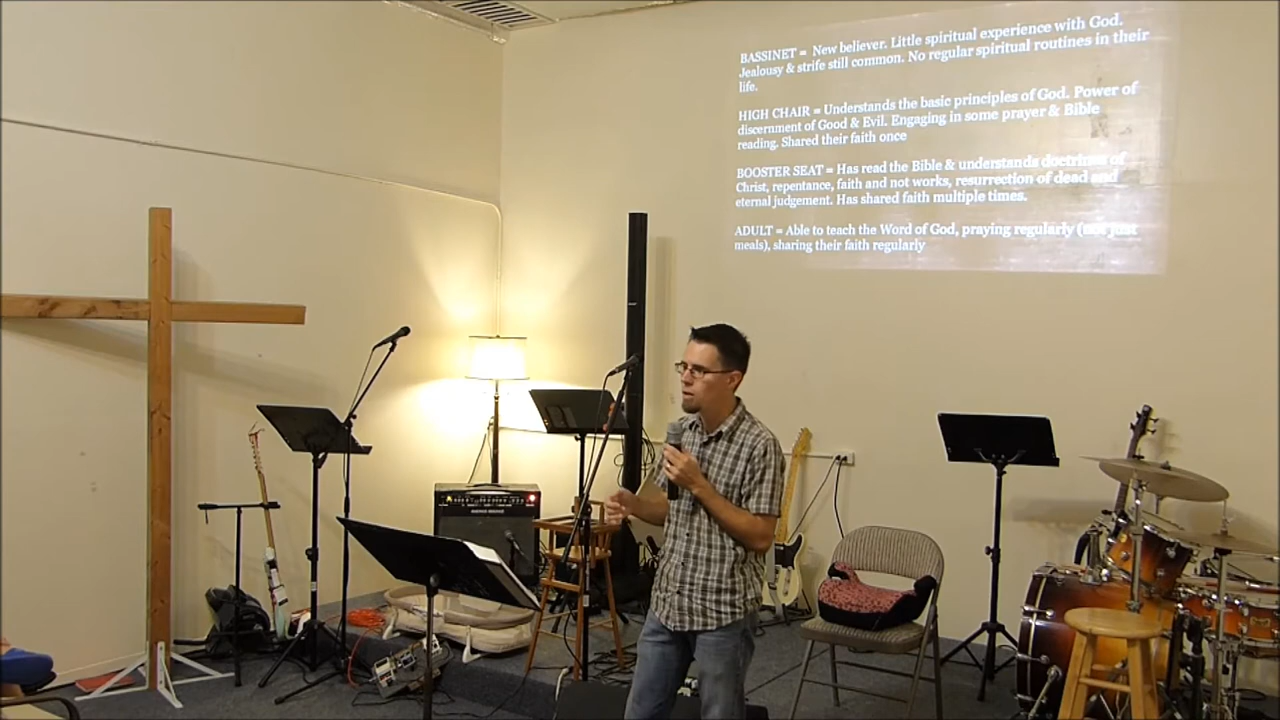 BASSINET = New believer. Little spiritual experience with God.
Jealousy & strife still common. No regular spiritual routines in their
life.
HIGH CHAIR = Understands the basic principles of God. Power of
discernment of Good & Evil. Engaging in some prayer & Bible
reading. Shared their faith once
BOOSTER SEAT = Has read the Bible & understands doctrines of
Christ, repentance, faith and not works, resurrection of dead and
eternal judgement. Has shared faith multiple times.
ADULT = Able to teach the Word of God, praying regularly (not just
meals), sharing their faith regularly